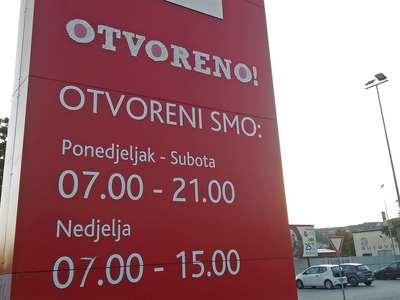 OTVORENO!
OTVORENI SMO:
Ponedjeljak - Subota
07.00 - 21.00
Nedjelja
07.00 - 15.00